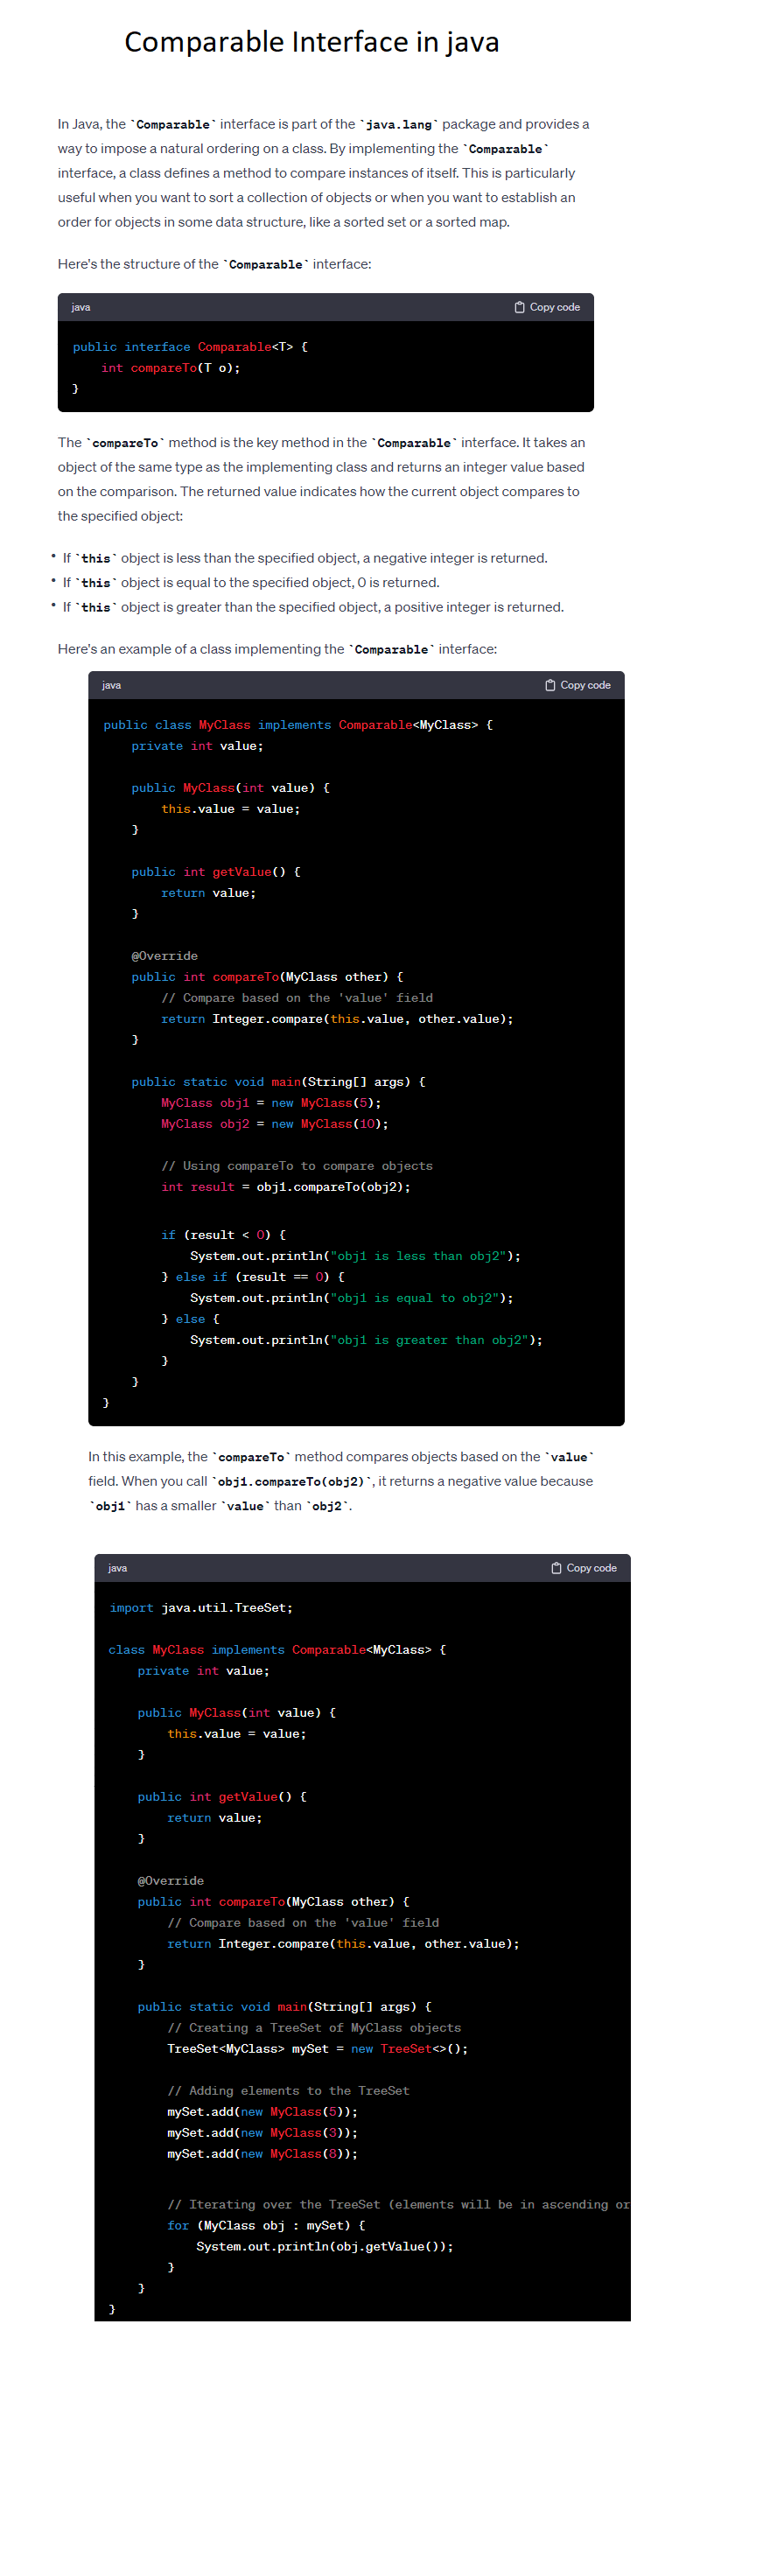 Comparable Interface in java
In Java, the `Comparable` interface is part of the `java.lang` package and provides a
way to impose a natural ordering on a class. By implementing the `Comparable`
interface, a class defines a method to compare instances of itself. This is particularly
useful when you want to sort a collection of objects or when you want to establish an
order for objects in some data structure, like a sorted set or a sorted map.
Here's the structure of the `Comparable` interface:
java Copy code
public interface Comparable<T> {
    int compareTo(T o);
}
The `compareTo` method is the key method in the `Comparable` interface. It takes an
object of the same type as the implementing class and returns an integer value based
on the comparison. The returned value indicates how the current object compares to
the specified object:
• If `this` object is less than the specified object, a negative integer is returned.
• If `this` object is equal to the specified object, 0 is returned.
• If `this` object is greater than the specified object, a positive integer is returned.
Here's an example of a class implementing the `Comparable` interface:
java Copy code
public class MyClass implements Comparable<MyClass> {
    private int value;
    public MyClass(int value) {
        this.value = value;
    }
    public int getValue() {
        return value;
    }
    @Override
    public int compareTo(MyClass other) {
        // Compare based on the 'value' field
        return Integer.compare(this.value, other.value);
    }
    public static void main(String[] args) {
        MyClass obj1 = new MyClass(5);
        MyClass obj2 = new MyClass(10);
        // Using compareTo to compare objects
        int result = obj1.compareTo(obj2);
        if (result < 0) {
            System.out.println("obj1 is less than obj2");
        } else if (result == 0) {
            System.out.println("obj1 is equal to obj2");
        } else {
            System.out.println("obj1 is greater than obj2");
        }
    }
}
In this example, the `compareTo` method compares objects based on the `value`
field. When you call `obj1.compareTo(obj2)`, it returns a negative value because
`obj1` has a smaller `value` than `obj2`.
java Copy code
import java.util.TreeSet;
class MyClass implements Comparable<MyClass> {
    private int value;
    public MyClass(int value) {
        this.value = value;
    }
    public int getValue() {
        return value;
    }
    @Override
    public int compareTo(MyClass other) {
        // Compare based on the 'value' field
        return Integer.compare(this.value, other.value);
    }
    public static void main(String[] args) {
        // Creating a TreeSet of MyClass objects
        TreeSet<MyClass> mySet = new TreeSet<>();
        // Adding elements to the TreeSet
        mySet.add(new MyClass(5));
        mySet.add(new MyClass(3));
        mySet.add(new MyClass(8));
        // Iterating over the TreeSet (elements will be in ascending or
        for (MyClass obj : mySet) {
            System.out.println(obj.getValue());
        }
    }
}